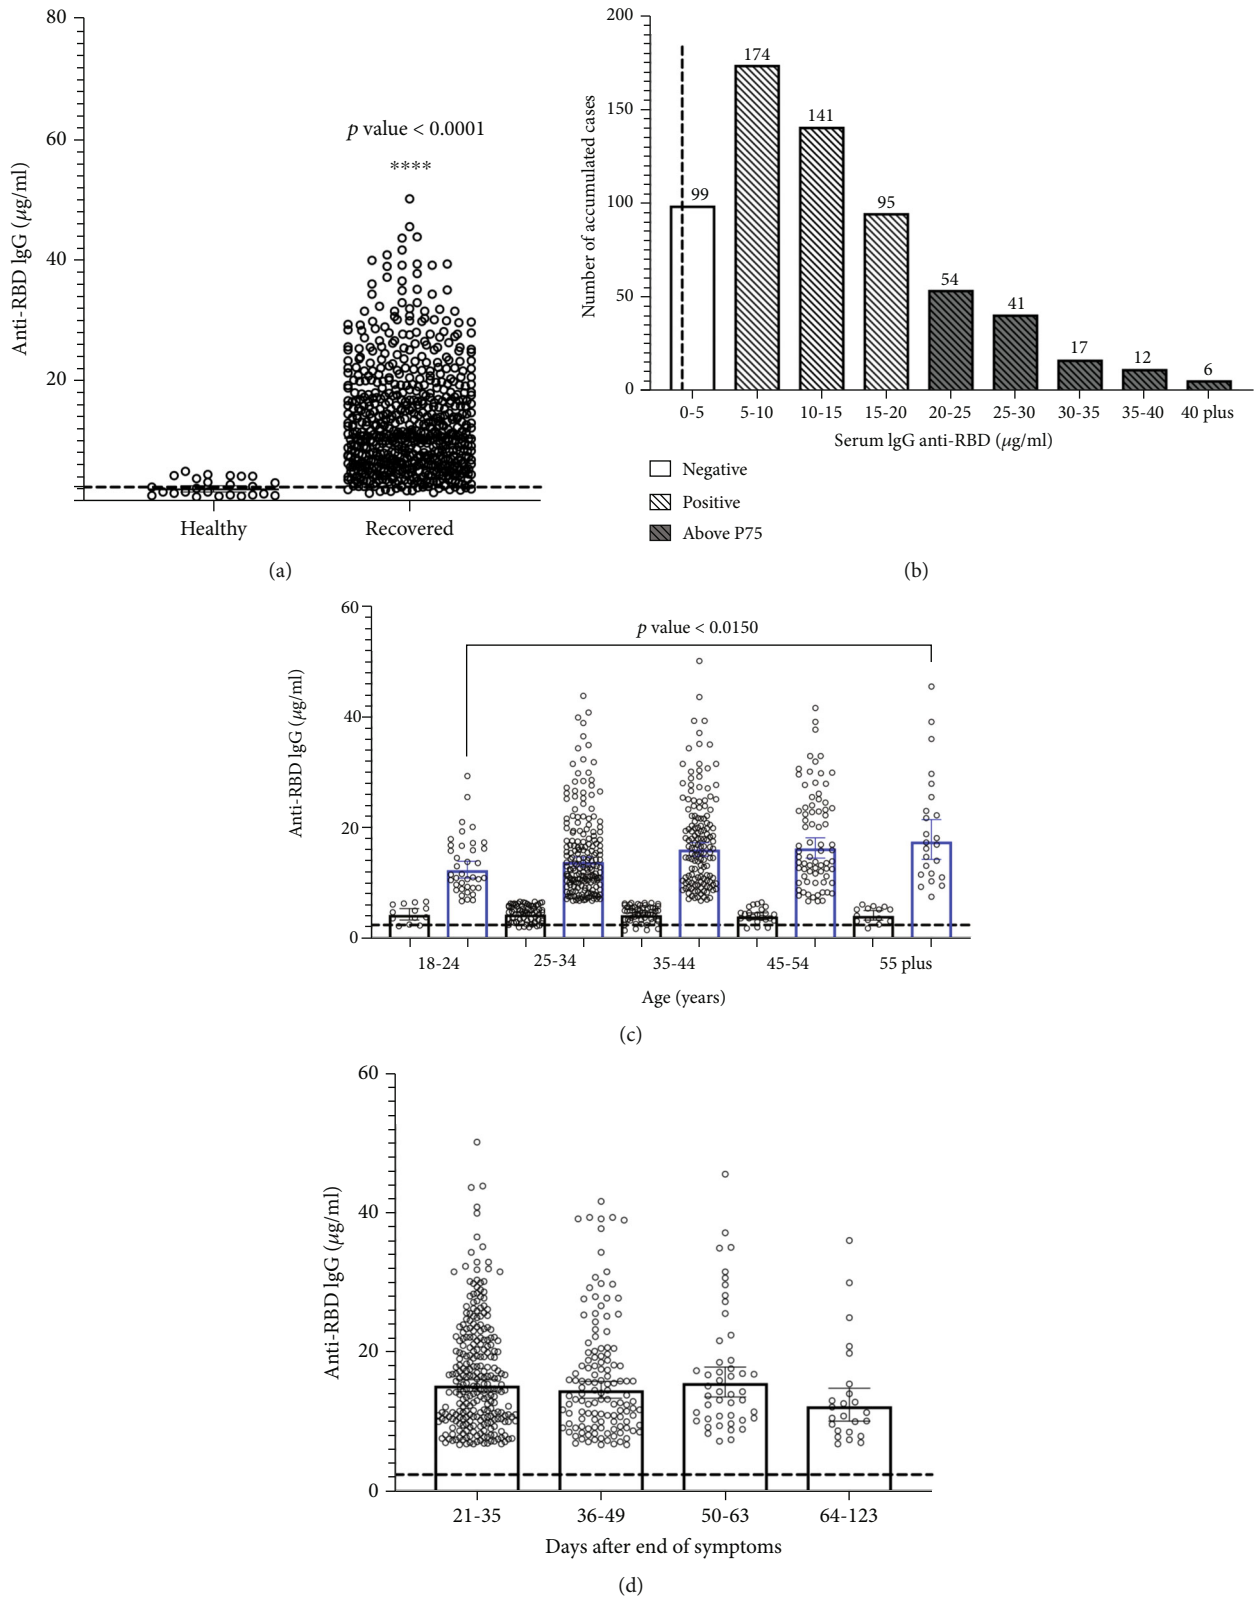 80
60
40
20
Anti-RBD lgG (μg/ml)
p value < 0.0001
****
Healthy
Recovered
(a)
200
150
100
50
0
Number of accumulated cases
99
174
141
95
54
41
17
12
6
0-5
5-10
10-15
15-20
20-25
25-30
30-35
35-40
40 plus
Serum lgG anti-RBD (μg/ml)
Negative
Positive
Above P75
(b)
60
40
20
0
Anti-RBD lgG (μg/ml)
p value < 0.0150
18-24
25-34
35-44
45-54
55 plus
Age (years)
(c)
60
40
20
0
Anti-RBD lgG (μg/ml)
21-35
36-49
50-63
64-123
Days after end of symptoms
(d)